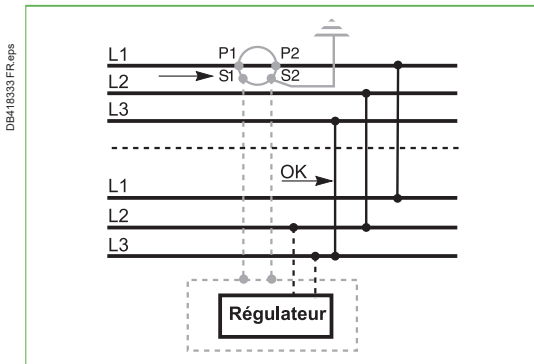 DB418333 FR.eps
L1 P1 P2
S1 S2
L2
L3
OK
L1
L2
L3
Régulateur